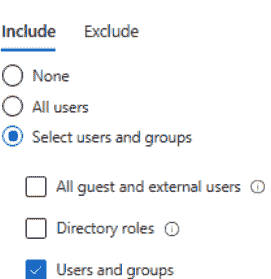 Include Exclude
None
All users
Select users and groups
All guest and external users
Directory roles
Users and groups